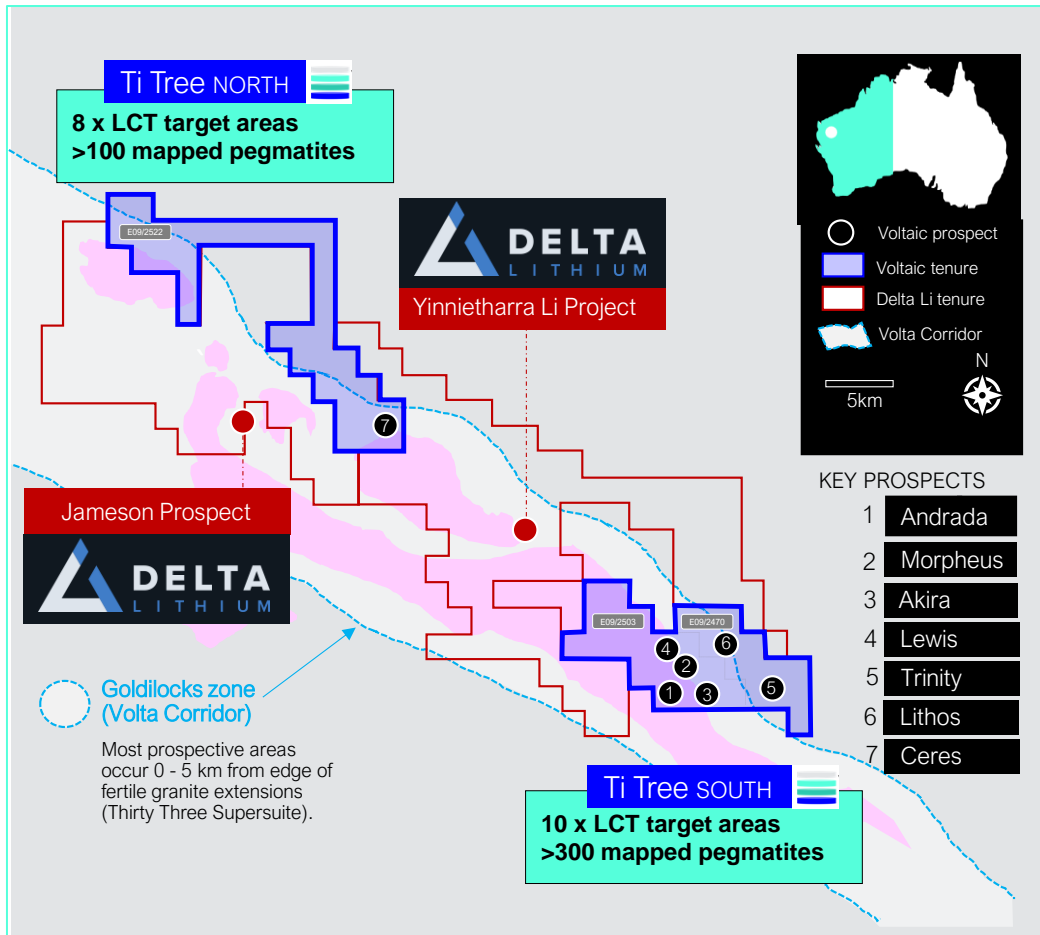 Ti Tree NORTH
8 x LCT target areas
>100 mapped pegmatites
E09/2522
DELTA
LITHIUM
Yinnietharra Li Project
Voltaic prospect
Voltaic tenure
Delta Li tenure
Volta Corridor
N
5km
7
Jameson Prospect
DELTA
LITHIUM
KEY PROSPECTS
1 Andrada
2 Morpheus
3 Akira
4 Lewis
5 Trinity
6 Lithos
7 Ceres
E09/2503
E09/2470
6
4
2
5
1
3
Goldilocks zone
(Volta Corridor)
Most prospective areas
occur 0 - 5 km from edge of
fertile granite extensions
(Thirty Three Supersuite).
Ti Tree SOUTH
10 x LCT target areas
>300 mapped pegmatites